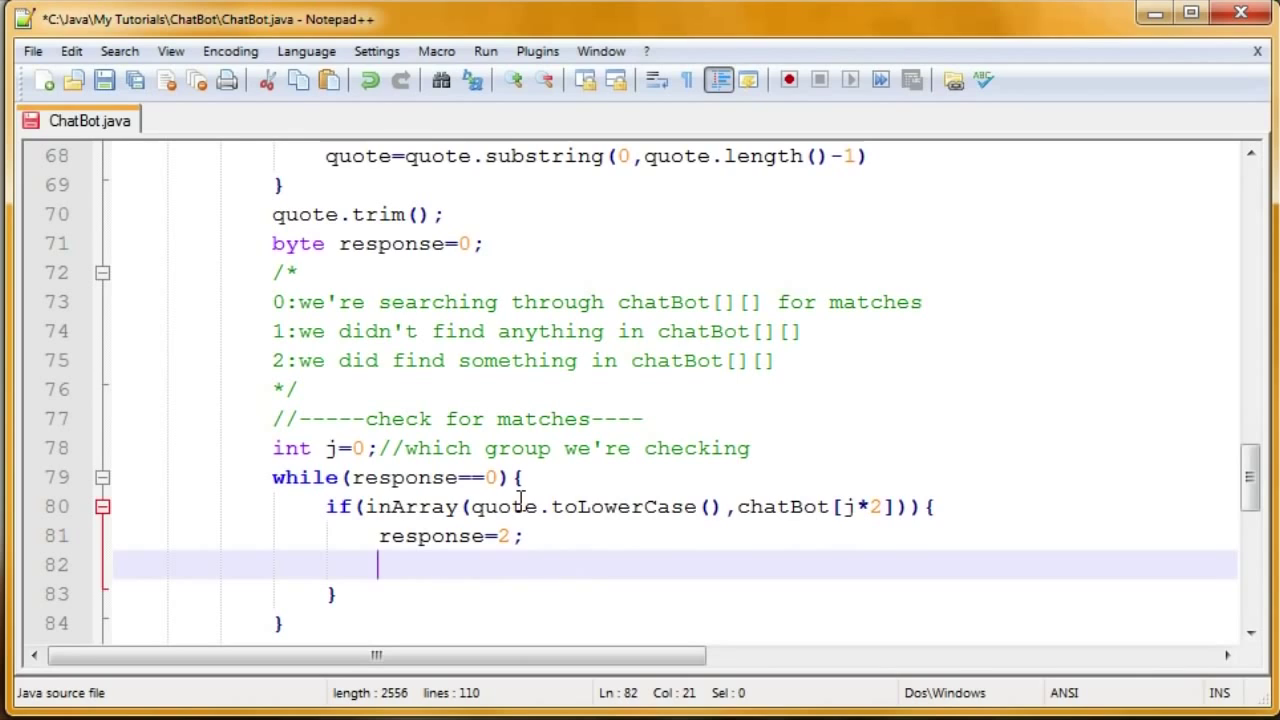 *C:\Java\My Tutorials\ChatBot\ChatBot.java - Notepad++
File Edit Search View Encoding Language Settings Macro Run Plugins Window ? X
ChatBot.java
68 quote=quote.substring(0,quote.length()-1)
69 }
70 quote.trim();
71 byte response=0;
72 /*
73 0:we're searching through chatBot[][] for matches
74 1:we didn't find anything in chatBot[][]
75 2:we did find something in chatBot[][]
76 */
77 //-----check for matches----
78 int j=0;//which group we're checking
79 while(response==0){
80 if(inArray(quote.toLowerCase(),chatBot[j*2])){
81 response=2;
82
83 }
84 }
Java source file length : 2556 lines : 110 Ln : 82 Col : 21 Sel : 0 Dos\Windows ANSI INS